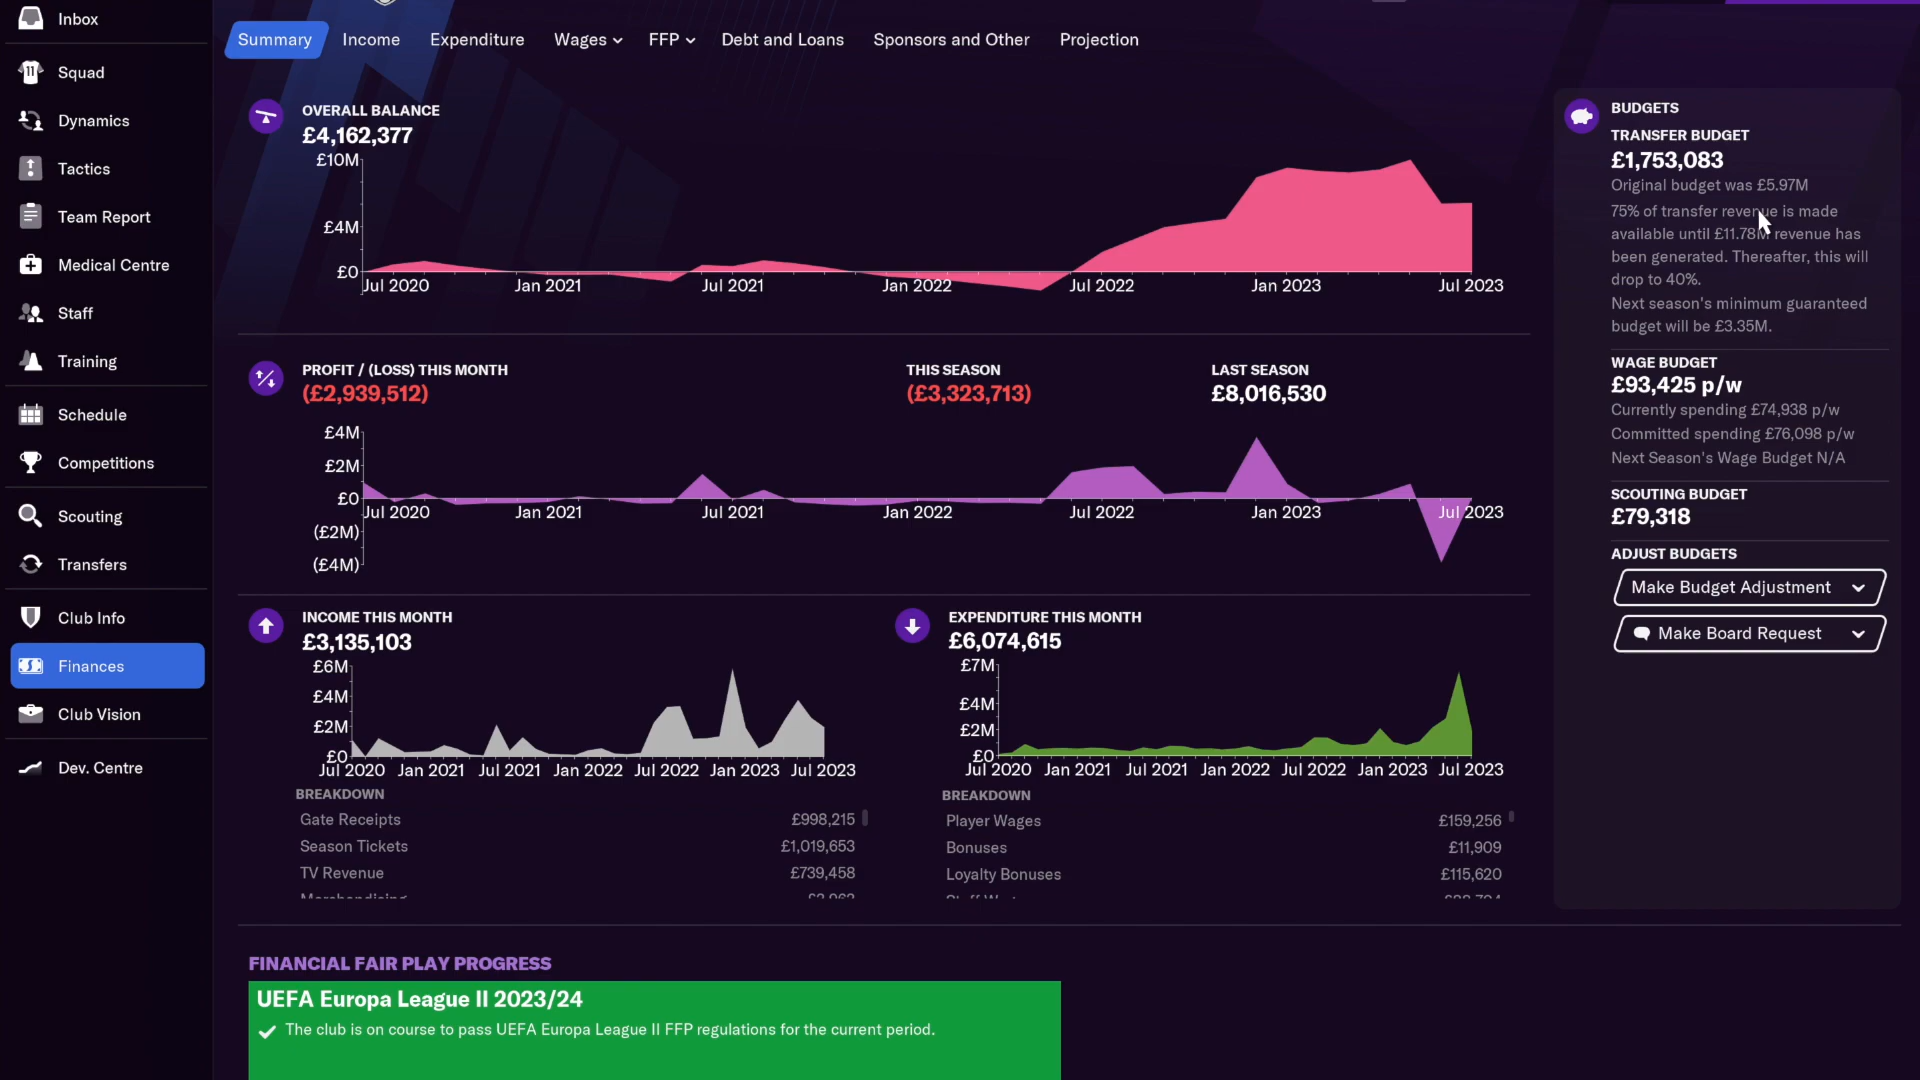 Inbox
Squad
Dynamics
Tactics
Team Report
Medical Centre
Staff
Training
Schedule
Competitions
Scouting
Transfers
Club Info
Finances
Club Vision
Dev. Centre
Summary Income Expenditure Wages FFP Debt and Loans Sponsors and Other Projection
OVERALL BALANCE
£4,162,377
£10M
£4M
£0
Jul 2020 Jan 2021 Jul 2021 Jan 2022 Jul 2022 Jan 2023 Jul 2023
PROFIT / (LOSS) THIS MONTH
(£2,939,512)
THIS SEASON
(£3,323,713)
LAST SEASON
£8,016,530
£4M
£2M
£0
Jul 2020 Jan 2021 Jul 2021 Jan 2022 Jul 2022 Jan 2023 Jul 2023
(£2M)
(£4M)
INCOME THIS MONTH
£3,135,103
£6M
£4M
£2M
£0
Jul 2020 Jan 2021 Jul 2021 Jan 2022 Jul 2022 Jan 2023 Jul 2023
BREAKDOWN
Gate Receipts £998,215
Season Tickets £1,019,653
TV Revenue £739,458
EXPENDITURE THIS MONTH
£6,074,615
£7M
£4M
£2M
£0
Jul 2020 Jan 2021 Jul 2021 Jan 2022 Jul 2022 Jan 2023 Jul 2023
BREAKDOWN
Player Wages £159,256
Bonuses £11,909
Loyalty Bonuses £115,620
BUDGETS
TRANSFER BUDGET
£1,753,083
Original budget was £5.97M
75% of transfer revenue is made
available until £11.78M revenue has
been generated. Thereafter, this will
drop to 40%.
Next season's minimum guaranteed
budget will be £3.35M.
WAGE BUDGET
£93,425 p/w
Currently spending £74,938 p/w
Committed spending £76,098 p/w
Next Season's Wage Budget N/A
SCOUTING BUDGET
£79,318
ADJUST BUDGETS
Make Budget Adjustment
Make Board Request
FINANCIAL FAIR PLAY PROGRESS
UEFA Europa League II 2023/24
The club is on course to pass UEFA Europa League II FFP regulations for the current period.